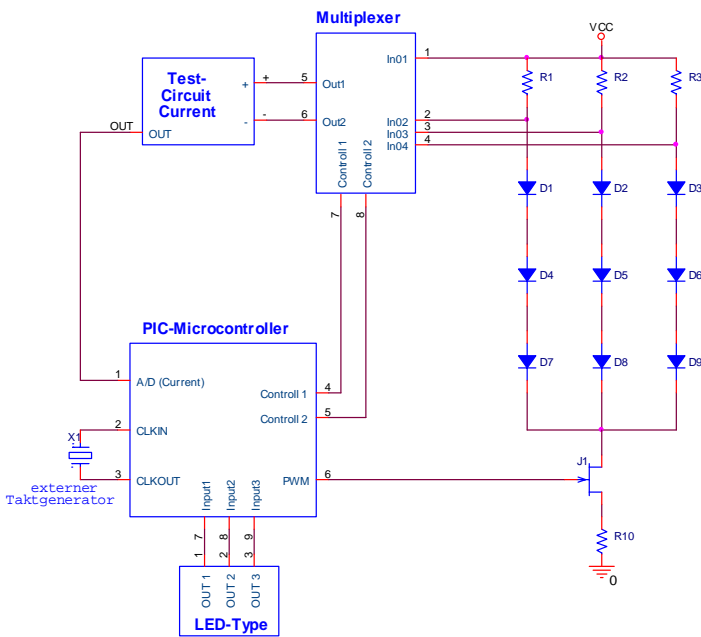 Multiplexer
VCC
In01
1
R1
R2
R3
Test-
Circuit
Current
+
+
5
Out1
-
-
6
Out2
In02
2
In03
3
In04
4
OUT
OUT
Controll 1
Controll 2
7
8
D1
D2
D3
D4
D5
D6
D7
D8
D9
PIC-Microcontroller
1
A/D (Current)
Controll 1
4
Controll 2
5
2
CLKIN
X1
3
CLKOUT
externer
Taktgenerator
Input1
Input2
Input3
PWM
6
J1
7
8
9
1
2
3
R10
0
OUT 1
OUT 2
OUT 3
LED-Type